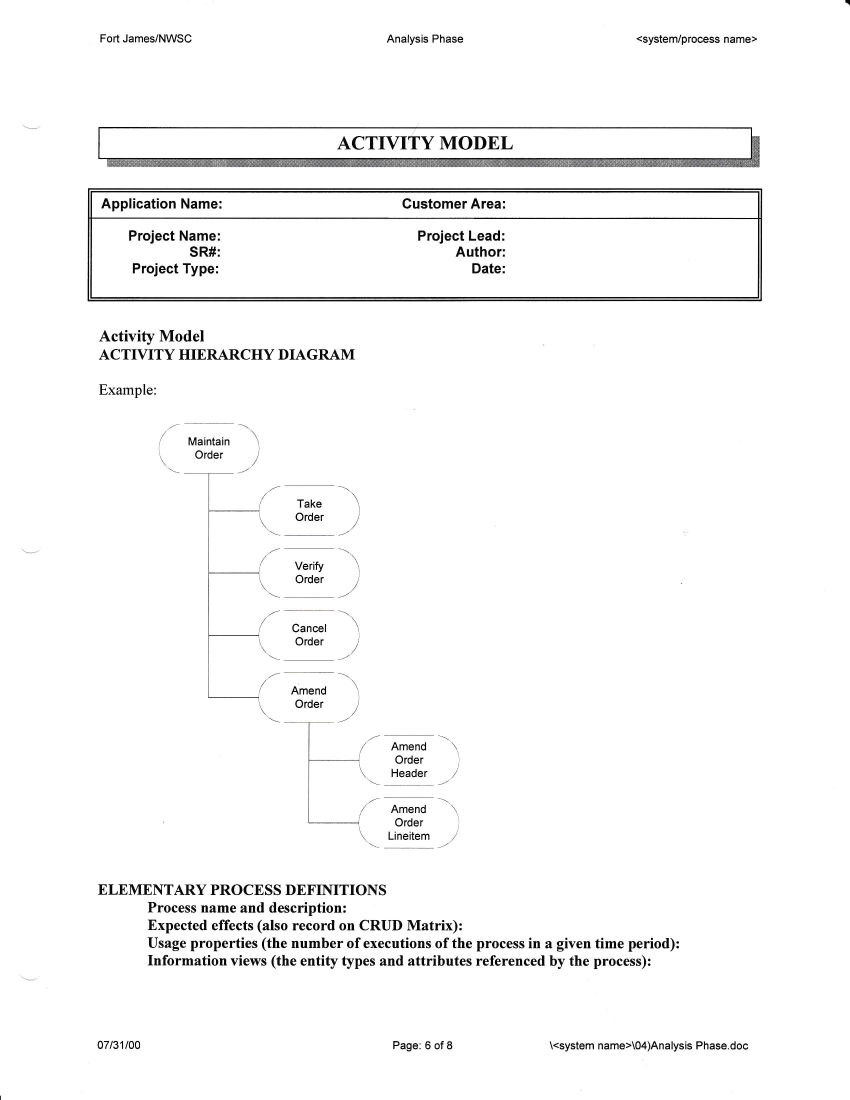 Fort James/NWSC Analysis Phase <system/process name>
ACTIVITY MODEL
Application Name: Customer Area:
Project Name: Project Lead:
SR#: Author:
Project Type: Date:
Activity Model
ACTIVITY HIERARCHY DIAGRAM
Example:
Maintain
Order
Take
Order
Verify
Order
Cancel
Order
Amend
Order
Amend
Order
Header
Amend
Order
Lineitem
ELEMENTARY PROCESS DEFINITIONS
Process name and description:
Expected effects (also record on CRUD Matrix):
Usage properties (the number of executions of the process in a given time period):
Information views (the entity types and attributes referenced by the process):
07/31/00 Page: 6 of 8 \<system name>\04)Analysis Phase.doc